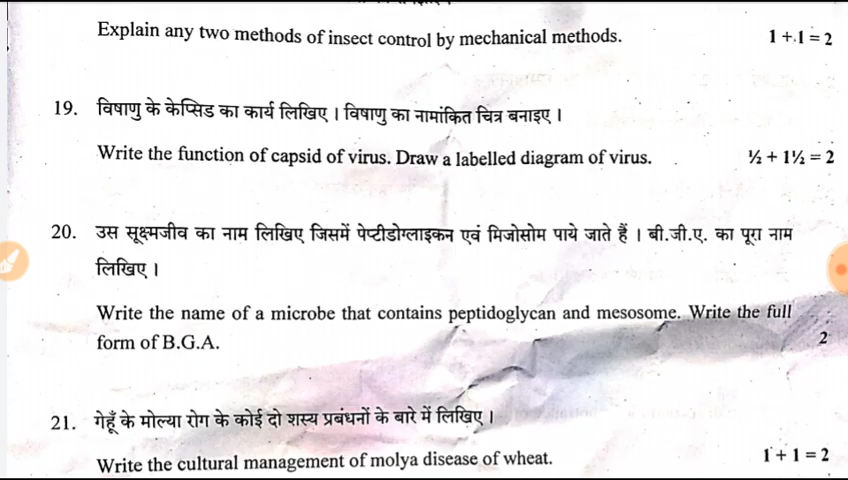 Explain any two methods of insect control by mechanical methods. 1 + 1 = 2
19. विषाणु के केप्सिड का कार्य लिखिए । विषाणु का नामांकित चित्र बनाइए ।
Write the function of capsid of virus. Draw a labelled diagram of virus. ½ + 1½ = 2
20. उस सूक्ष्मजीव का नाम लिखिए जिसमें पेप्टीडोग्लाइकन एवं मिजोसोम पाये जाते हैं । बी.जी.ए. का पूरा नाम
लिखिए ।
Write the name of a microbe that contains peptidoglycan and mesosome. Write the full
form of B.G.A. 2
21. गेहूँ के मोल्या रोग के कोई दो शस्य प्रबंधनों के बारे में लिखिए ।
Write the cultural management of molya disease of wheat. 1 + 1 = 2